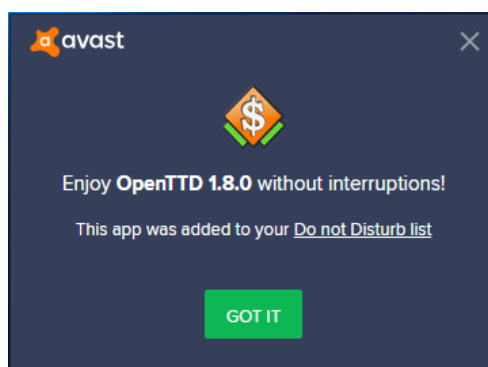 avast
Enjoy OpenTTD 1.8.0 without interruptions!
This app was added to your Do not Disturb list
GOT IT